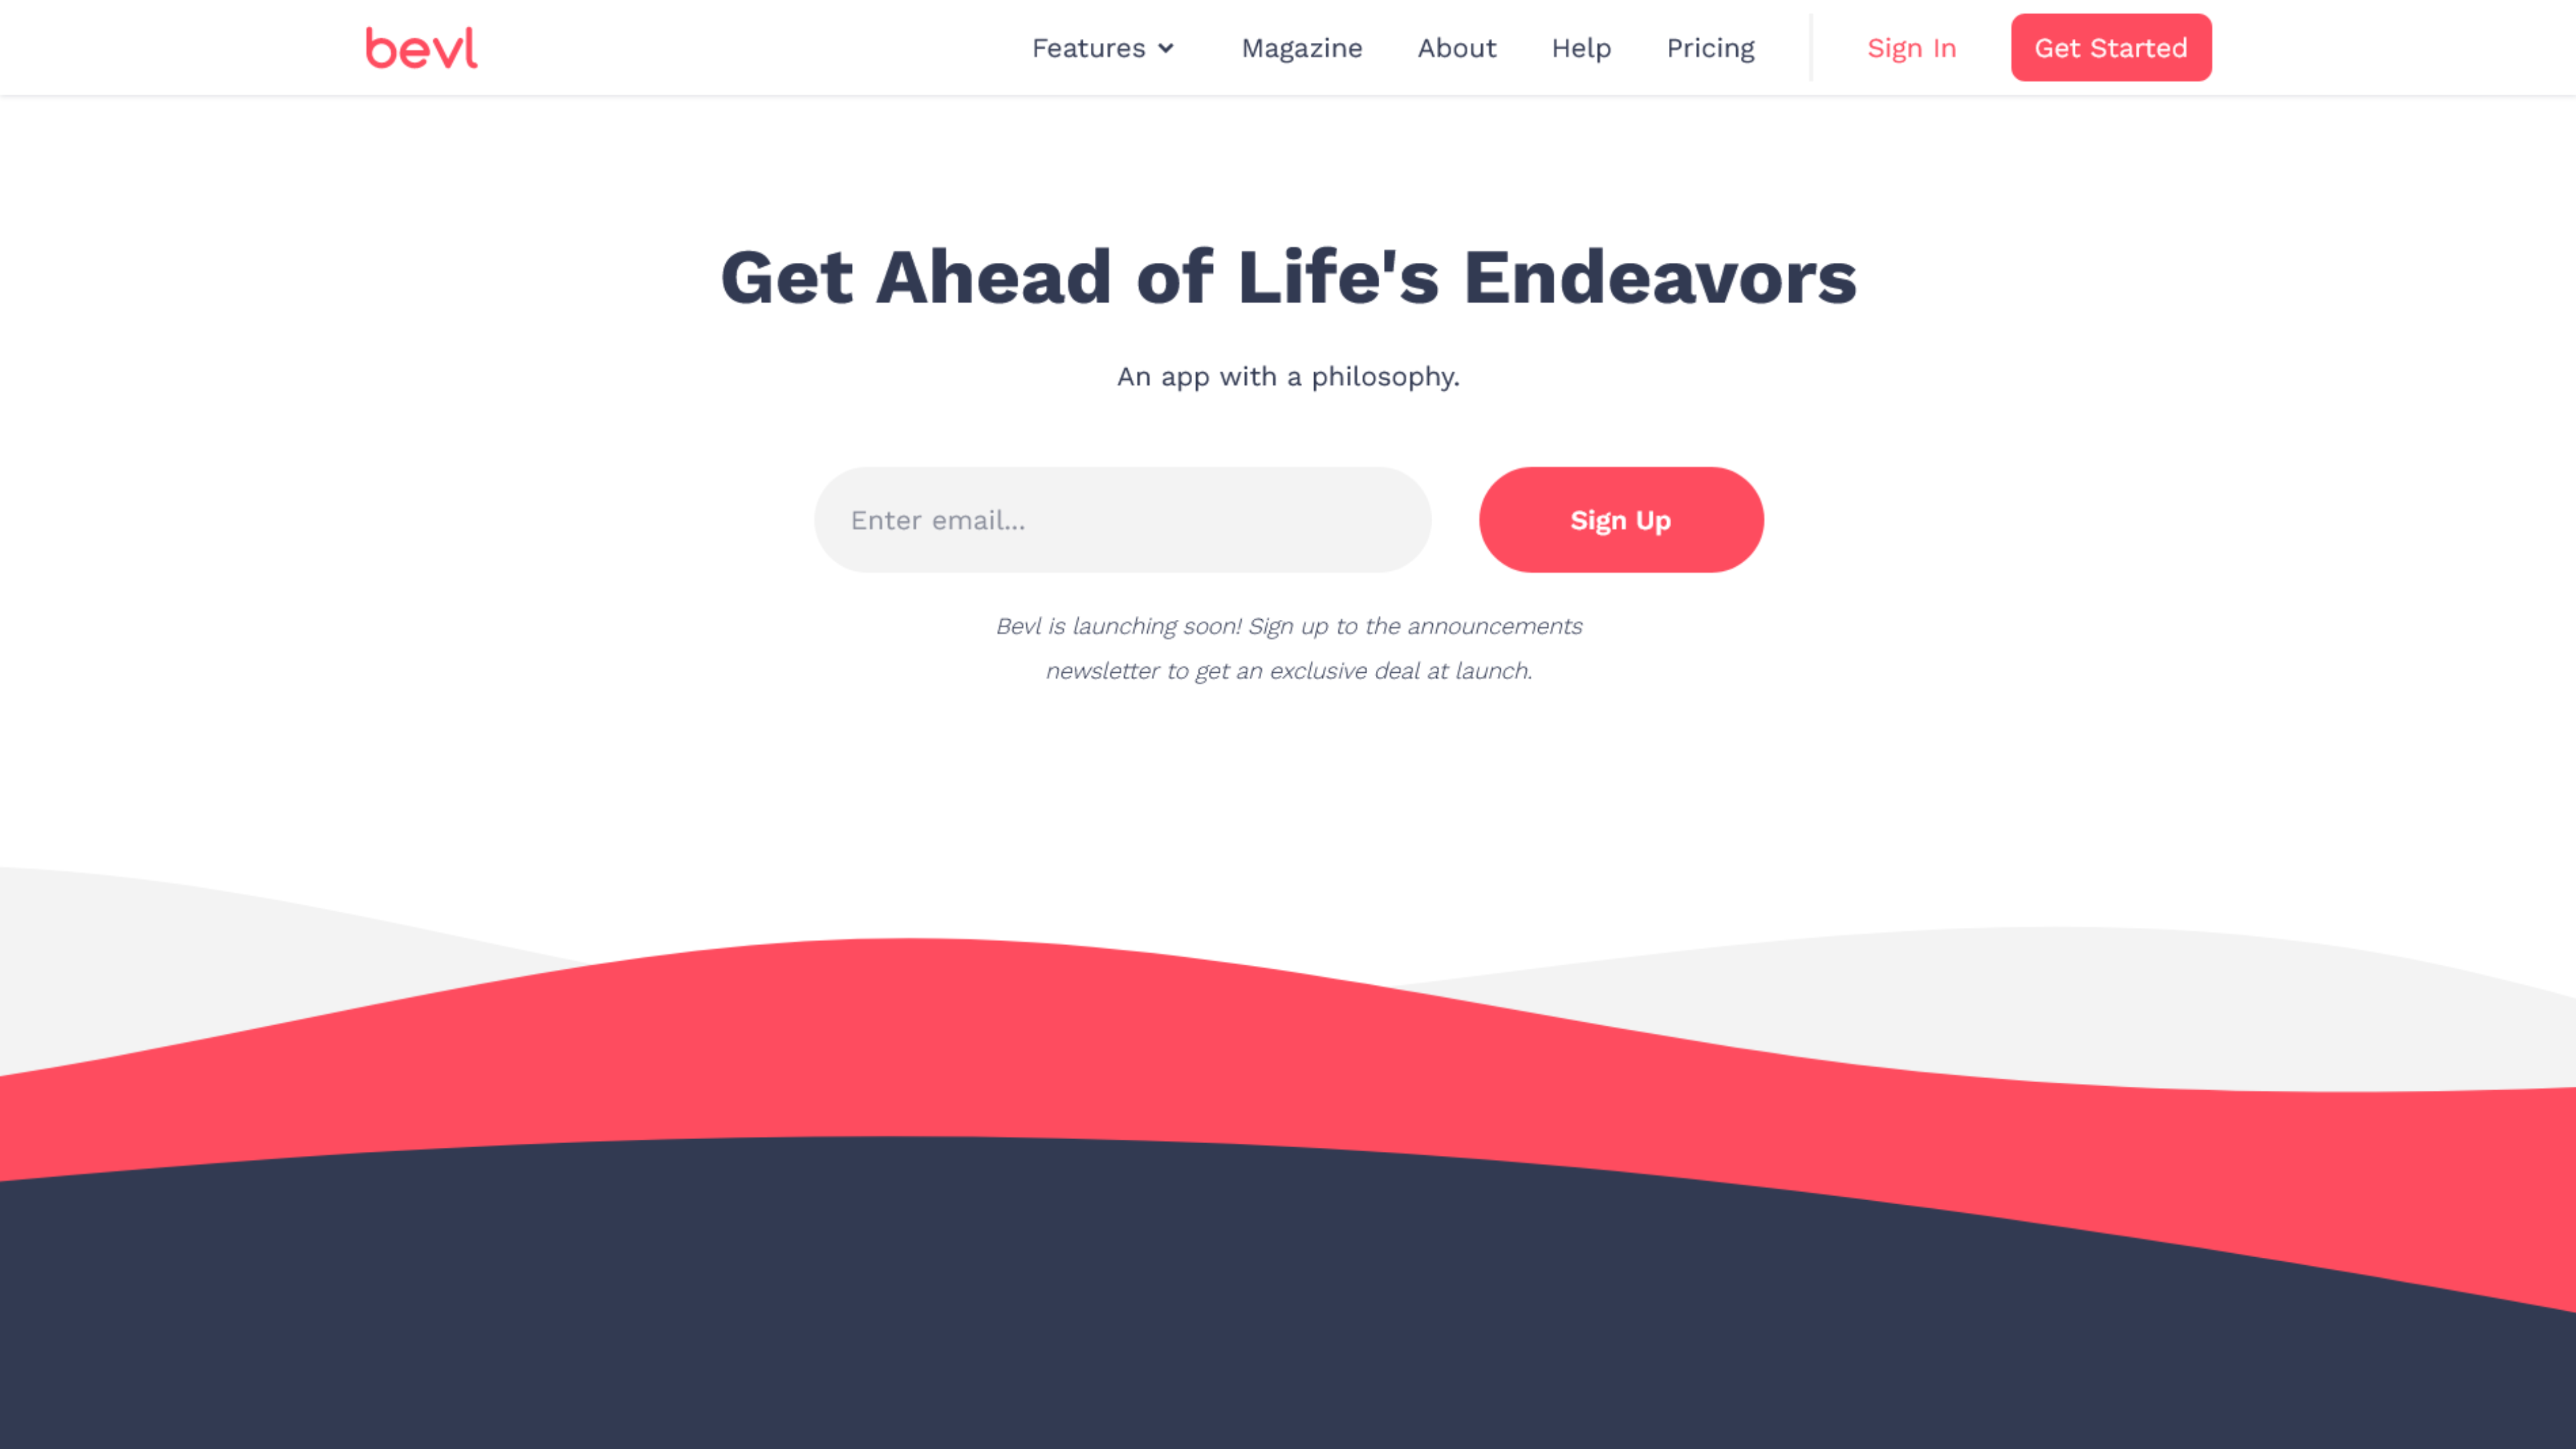 bevl
Features
Magazine
About
Help
Pricing
Sign In
Get Started
Get Ahead of Life's Endeavors
An app with a philosophy.
Enter email...
Sign Up
Bevl is launching soon! Sign up to the announcements
newsletter to get an exclusive deal at launch.